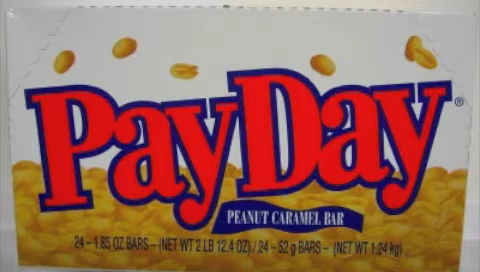 PayDay®
PEANUT CARAMEL BAR
24 - 1.85 OZ BARS - (NET WT 2 LB 12.4 OZ) / 24 - 52 g BARS - (NET WT 1.24 kg)